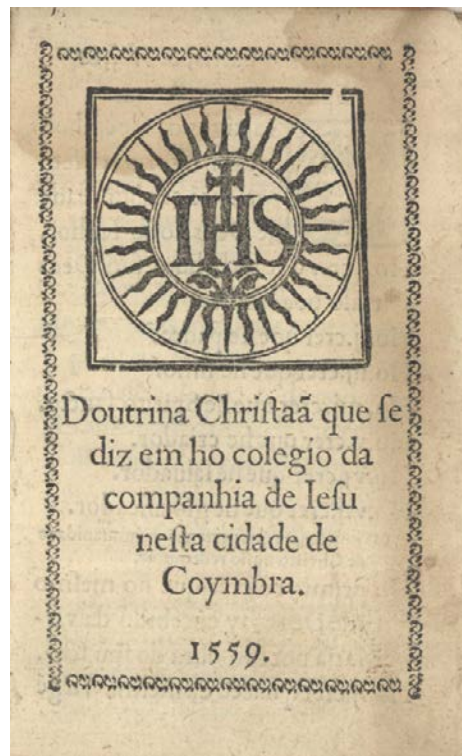 IHS
Doutrina Chriſtaã que ſe
diz em ho colegio da
companhia de Ieſu
neſta cidade de
Coymbra.
1559.